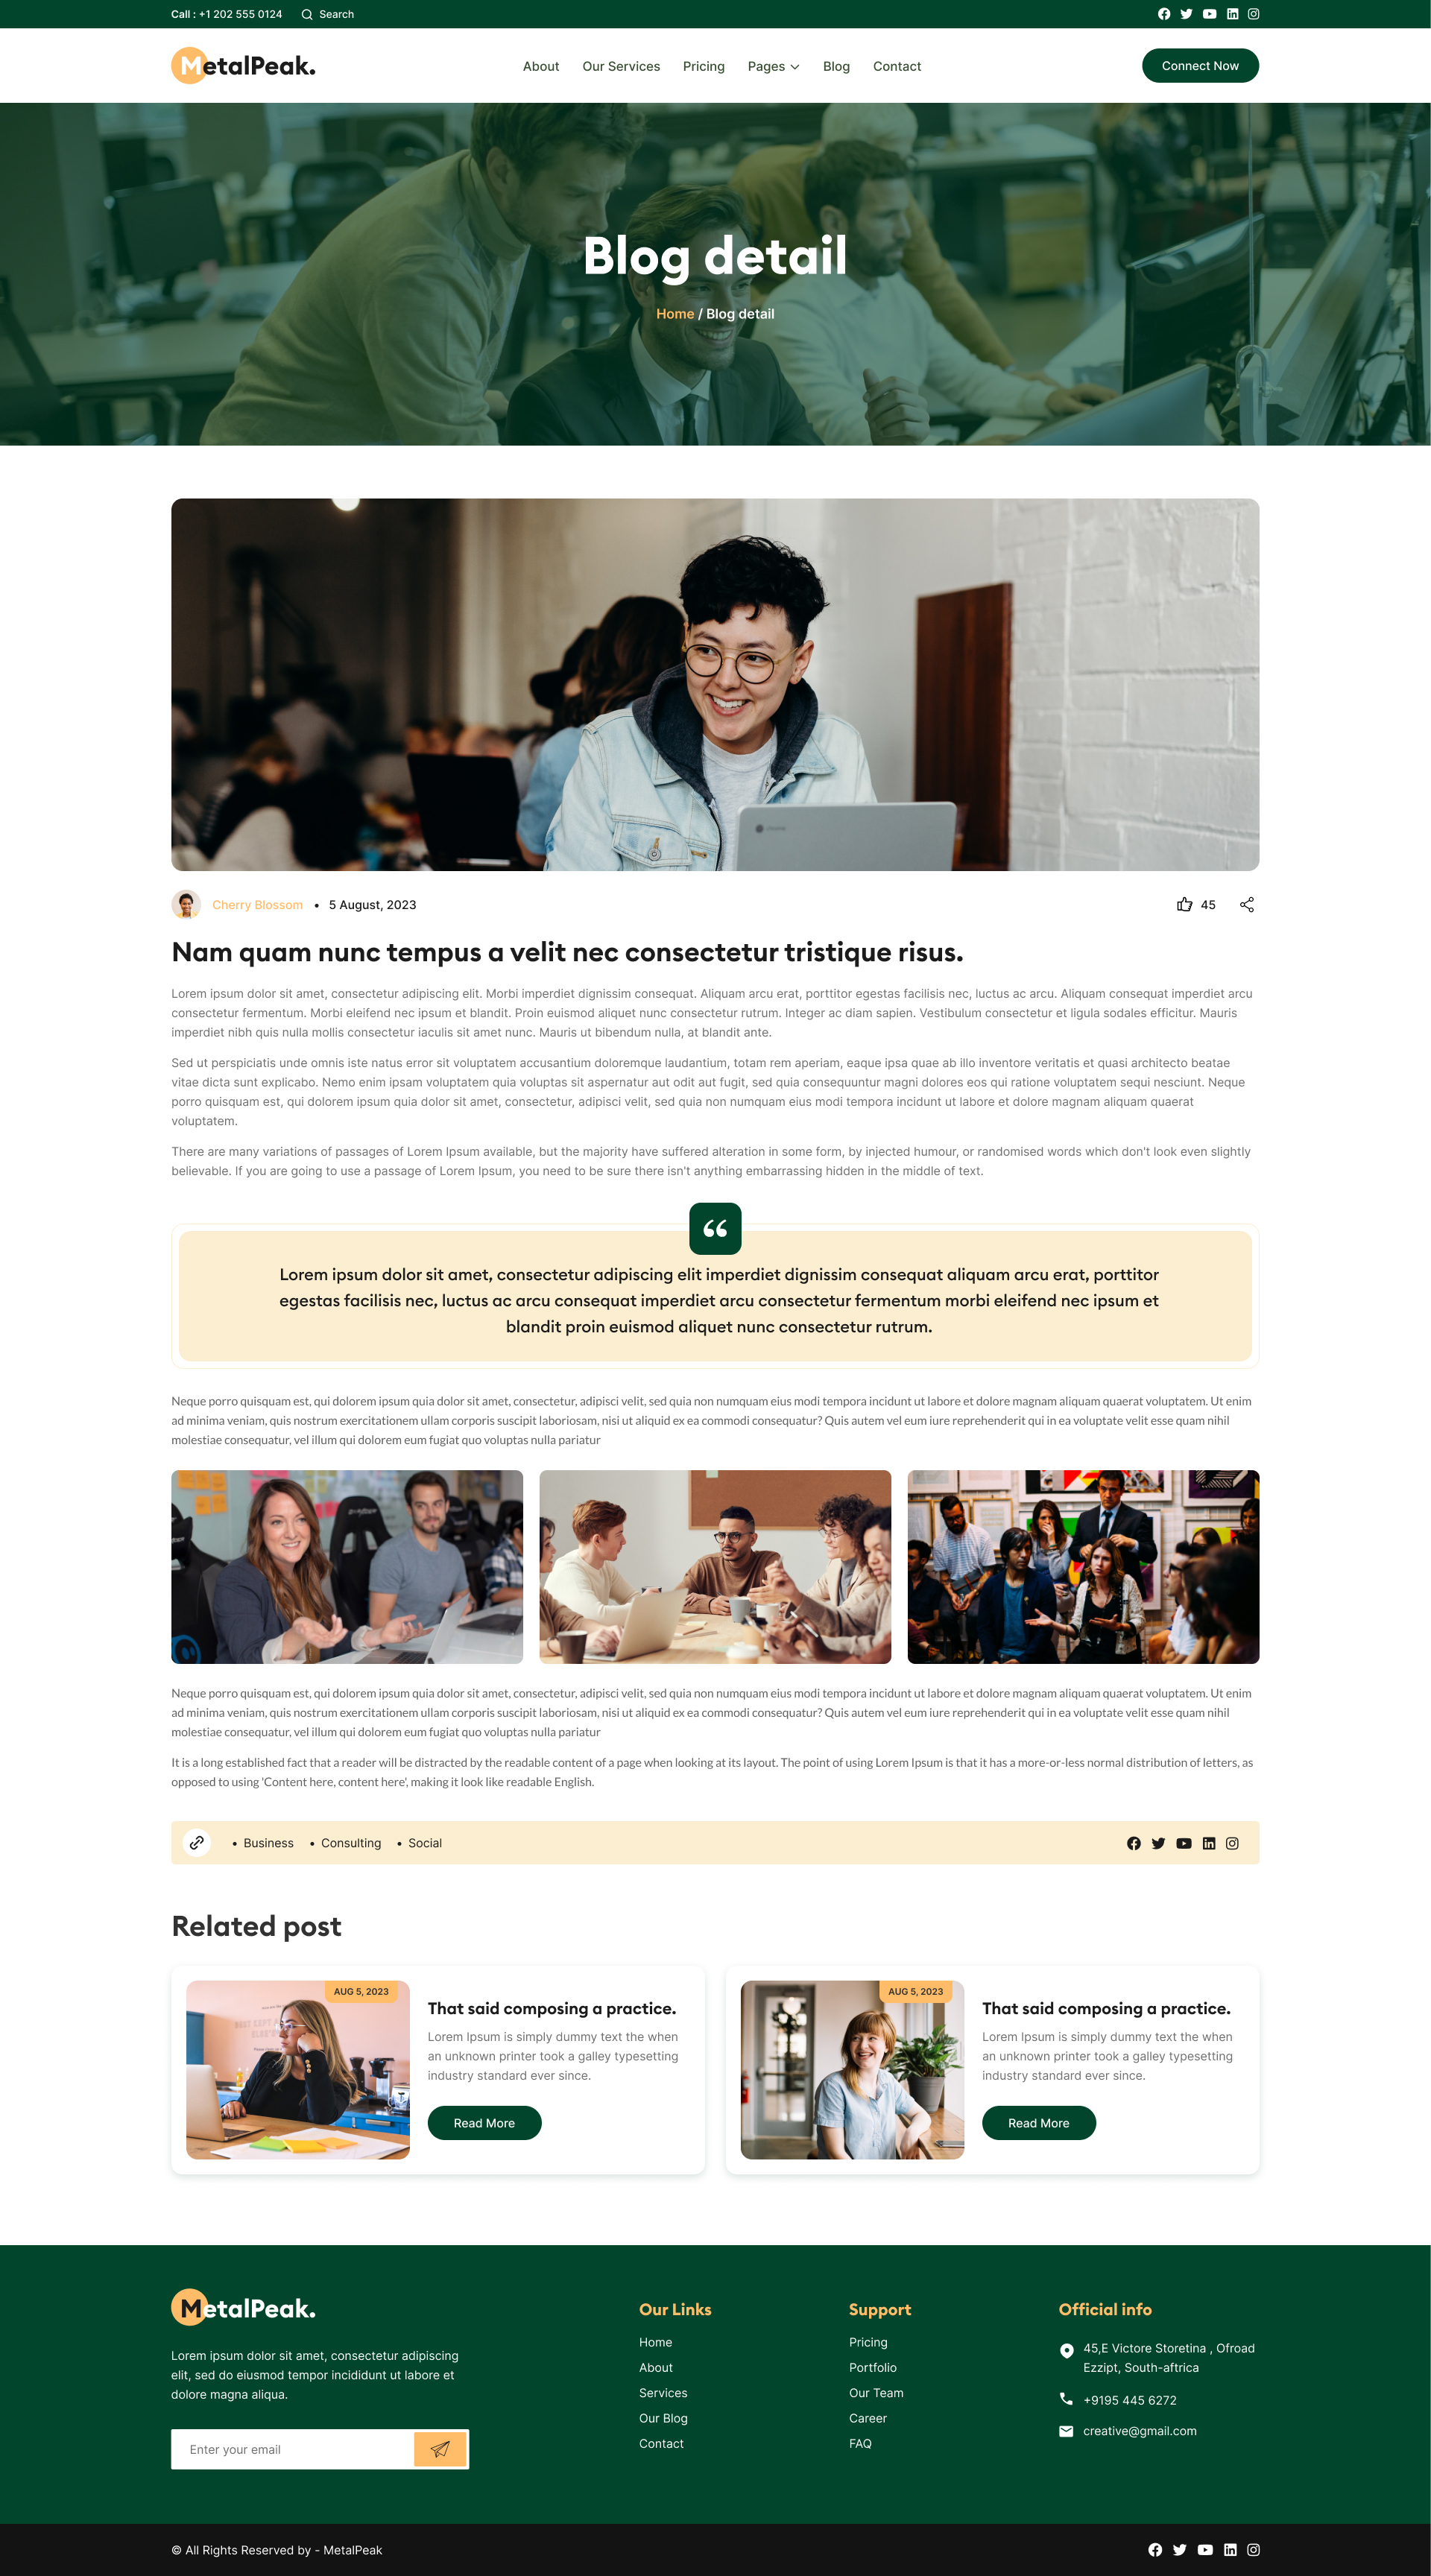 Call : +1 202 555 0124
Search
MetalPeak.
About
Our Services
Pricing
Pages
Blog
Contact
Connect Now
Blog detail
Home / Blog detail
Cherry Blossom • 5 August, 2023
45
Nam quam nunc tempus a velit nec consectetur tristique risus.
Lorem ipsum dolor sit amet, consectetur adipiscing elit. Morbi imperdiet dignissim consequat. Aliquam arcu erat, porttitor egestas facilisis nec, luctus ac arcu. Aliquam consequat imperdiet arcu
consectetur fermentum. Morbi eleifend nec ipsum et blandit. Proin euismod aliquet nunc consectetur rutrum. Integer ac diam sapien. Vestibulum consectetur et ligula sodales efficitur. Mauris
imperdiet nibh quis nulla mollis consectetur iaculis sit amet nunc. Mauris ut bibendum nulla, at blandit ante.
Sed ut perspiciatis unde omnis iste natus error sit voluptatem accusantium doloremque laudantium, totam rem aperiam, eaque ipsa quae ab illo inventore veritatis et quasi architecto beatae
vitae dicta sunt explicabo. Nemo enim ipsam voluptatem quia voluptas sit aspernatur aut odit aut fugit, sed quia consequuntur magni dolores eos qui ratione voluptatem sequi nesciunt. Neque
porro quisquam est, qui dolorem ipsum quia dolor sit amet, consectetur, adipisci velit, sed quia non numquam eius modi tempora incidunt ut labore et dolore magnam aliquam quaerat
voluptatem.
There are many variations of passages of Lorem Ipsum available, but the majority have suffered alteration in some form, by injected humour, or randomised words which don't look even slightly
believable. If you are going to use a passage of Lorem Ipsum, you need to be sure there isn't anything embarrassing hidden in the middle of text.
Lorem ipsum dolor sit amet, consectetur adipiscing elit imperdiet dignissim consequat aliquam arcu erat, porttitor
egestas facilisis nec, luctus ac arcu consequat imperdiet arcu consectetur fermentum morbi eleifend nec ipsum et
blandit proin euismod aliquet nunc consectetur rutrum.
Neque porro quisquam est, qui dolorem ipsum quia dolor sit amet, consectetur, adipisci velit, sed quia non numquam eius modi tempora incidunt ut labore et dolore magnam aliquam quaerat voluptatem. Ut enim
ad minima veniam, quis nostrum exercitationem ullam corporis suscipit laboriosam, nisi ut aliquid ex ea commodi consequatur? Quis autem vel eum iure reprehenderit qui in ea voluptate velit esse quam nihil
molestiae consequatur, vel illum qui dolorem eum fugiat quo voluptas nulla pariatur
Neque porro quisquam est, qui dolorem ipsum quia dolor sit amet, consectetur, adipisci velit, sed quia non numquam eius modi tempora incidunt ut labore et dolore magnam aliquam quaerat voluptatem. Ut enim
ad minima veniam, quis nostrum exercitationem ullam corporis suscipit laboriosam, nisi ut aliquid ex ea commodi consequatur? Quis autem vel eum iure reprehenderit qui in ea voluptate velit esse quam nihil
molestiae consequatur, vel illum qui dolorem eum fugiat quo voluptas nulla pariatur
It is a long established fact that a reader will be distracted by the readable content of a page when looking at its layout. The point of using Lorem Ipsum is that it has a more-or-less normal distribution of letters, as
opposed to using 'Content here, content here', making it look like readable English.
• Business • Consulting • Social
Related post
AUG 5, 2023
That said composing a practice.
Lorem Ipsum is simply dummy text the when
an unknown printer took a galley typesetting
industry standard ever since.
Read More
AUG 5, 2023
That said composing a practice.
Lorem Ipsum is simply dummy text the when
an unknown printer took a galley typesetting
industry standard ever since.
Read More
MetalPeak.
Lorem ipsum dolor sit amet, consectetur adipiscing
elit, sed do eiusmod tempor incididunt ut labore et
dolore magna aliqua.
Enter your email
Our Links
Home
About
Services
Our Blog
Contact
Support
Pricing
Portfolio
Our Team
Career
FAQ
Official info
45,E Victore Storetina , Ofroad
Ezzipt, South-aftrica
+9195 445 6272
creative@gmail.com
© All Rights Reserved by - MetalPeak